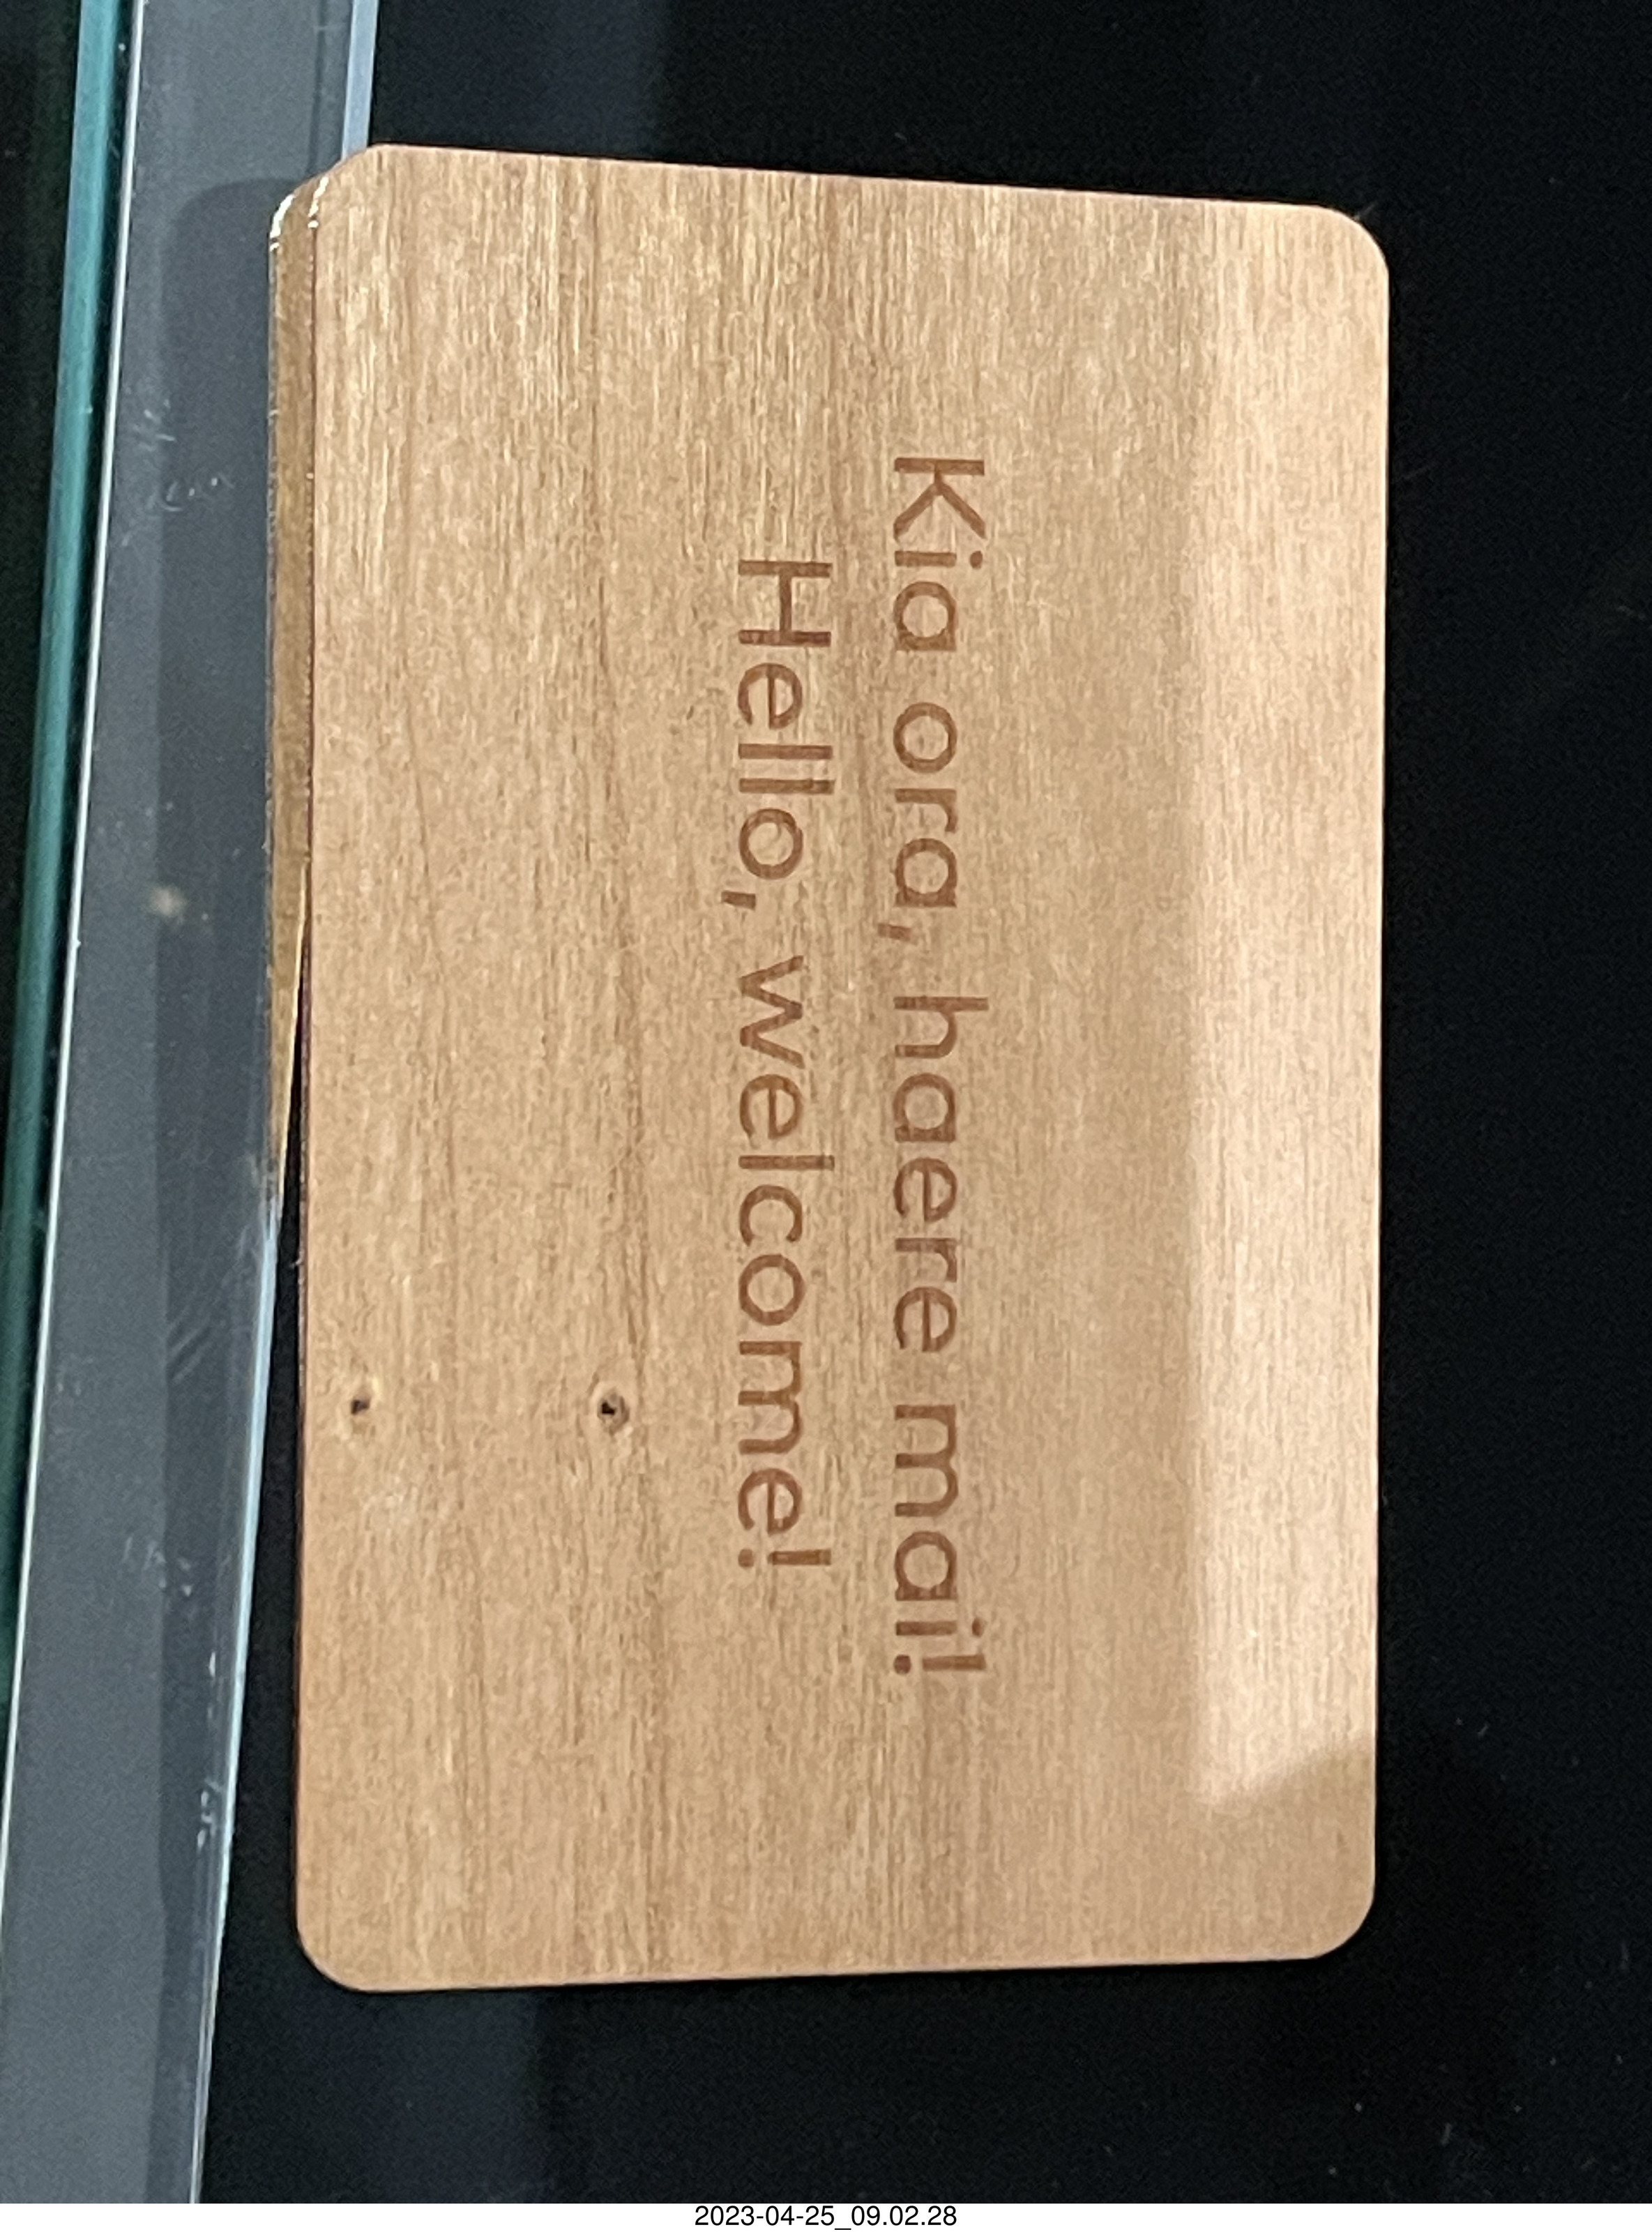 Kia ora, haere mai!
Hello, welcome!
2023-04-25_09.02.28